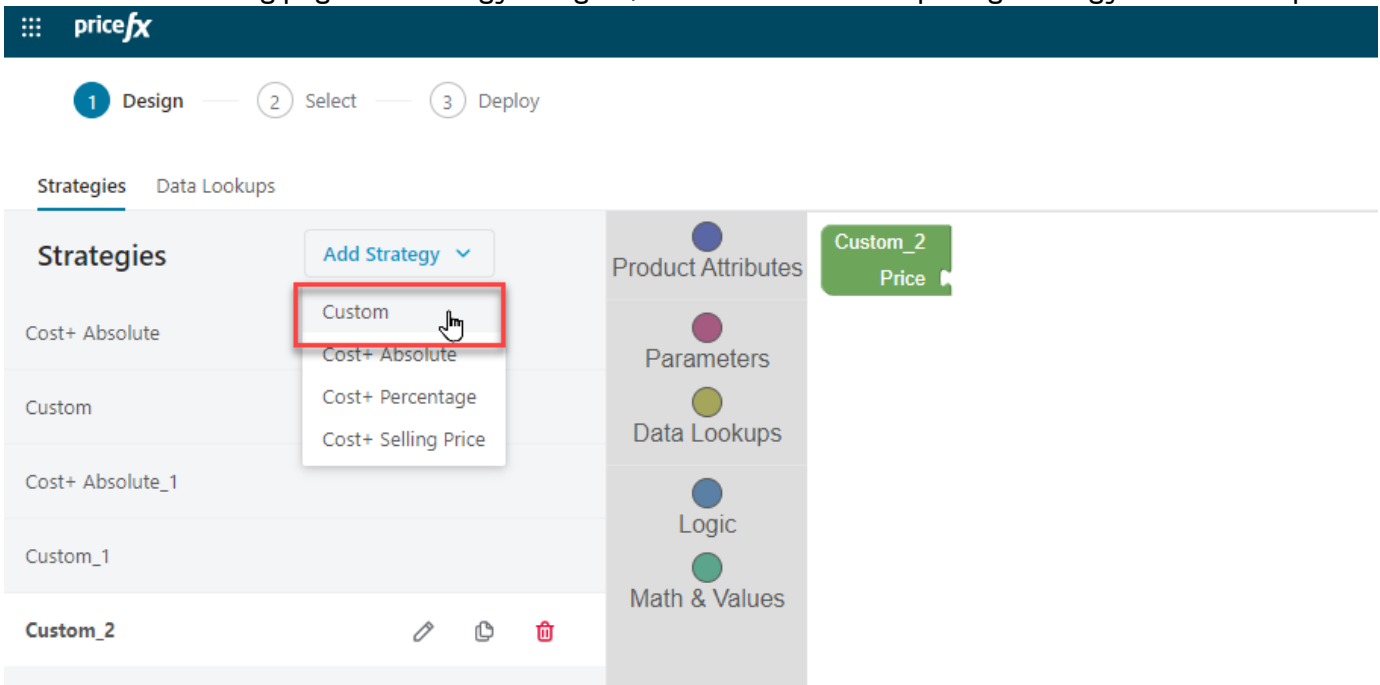 pricefx
1 Design 2 Select 3 Deploy
Strategies Data Lookups
Strategies
Add Strategy
Custom
Cost+ Absolute
Cost+ Percentage
Cost+ Selling Price
Cost+ Absolute
Custom
Cost+ Absolute_1
Custom_1
Custom_2
Product Attributes
Parameters
Data Lookups
Logic
Math & Values
Custom_2
Price